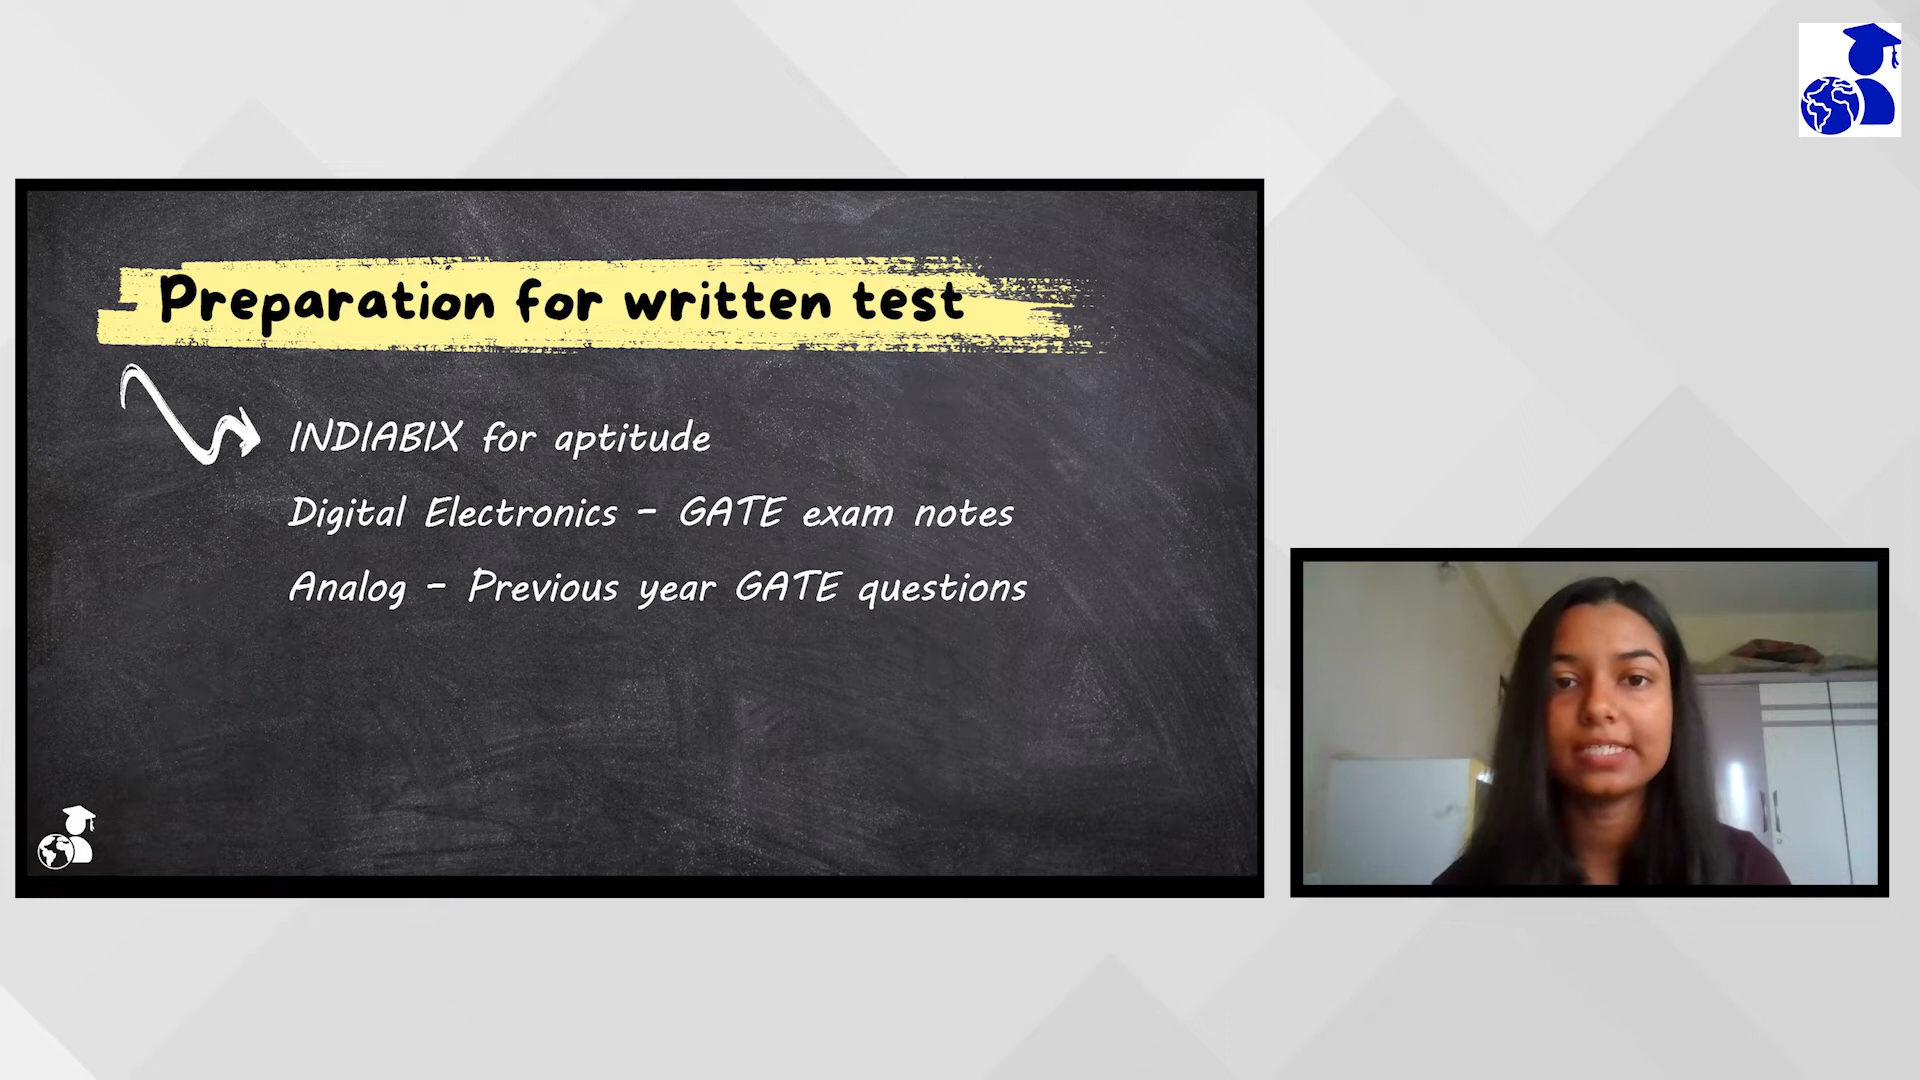 Preparation for written test
INDIABIX for aptitude
Digital Electronics - GATE exam notes
Analog - Previous year GATE questions